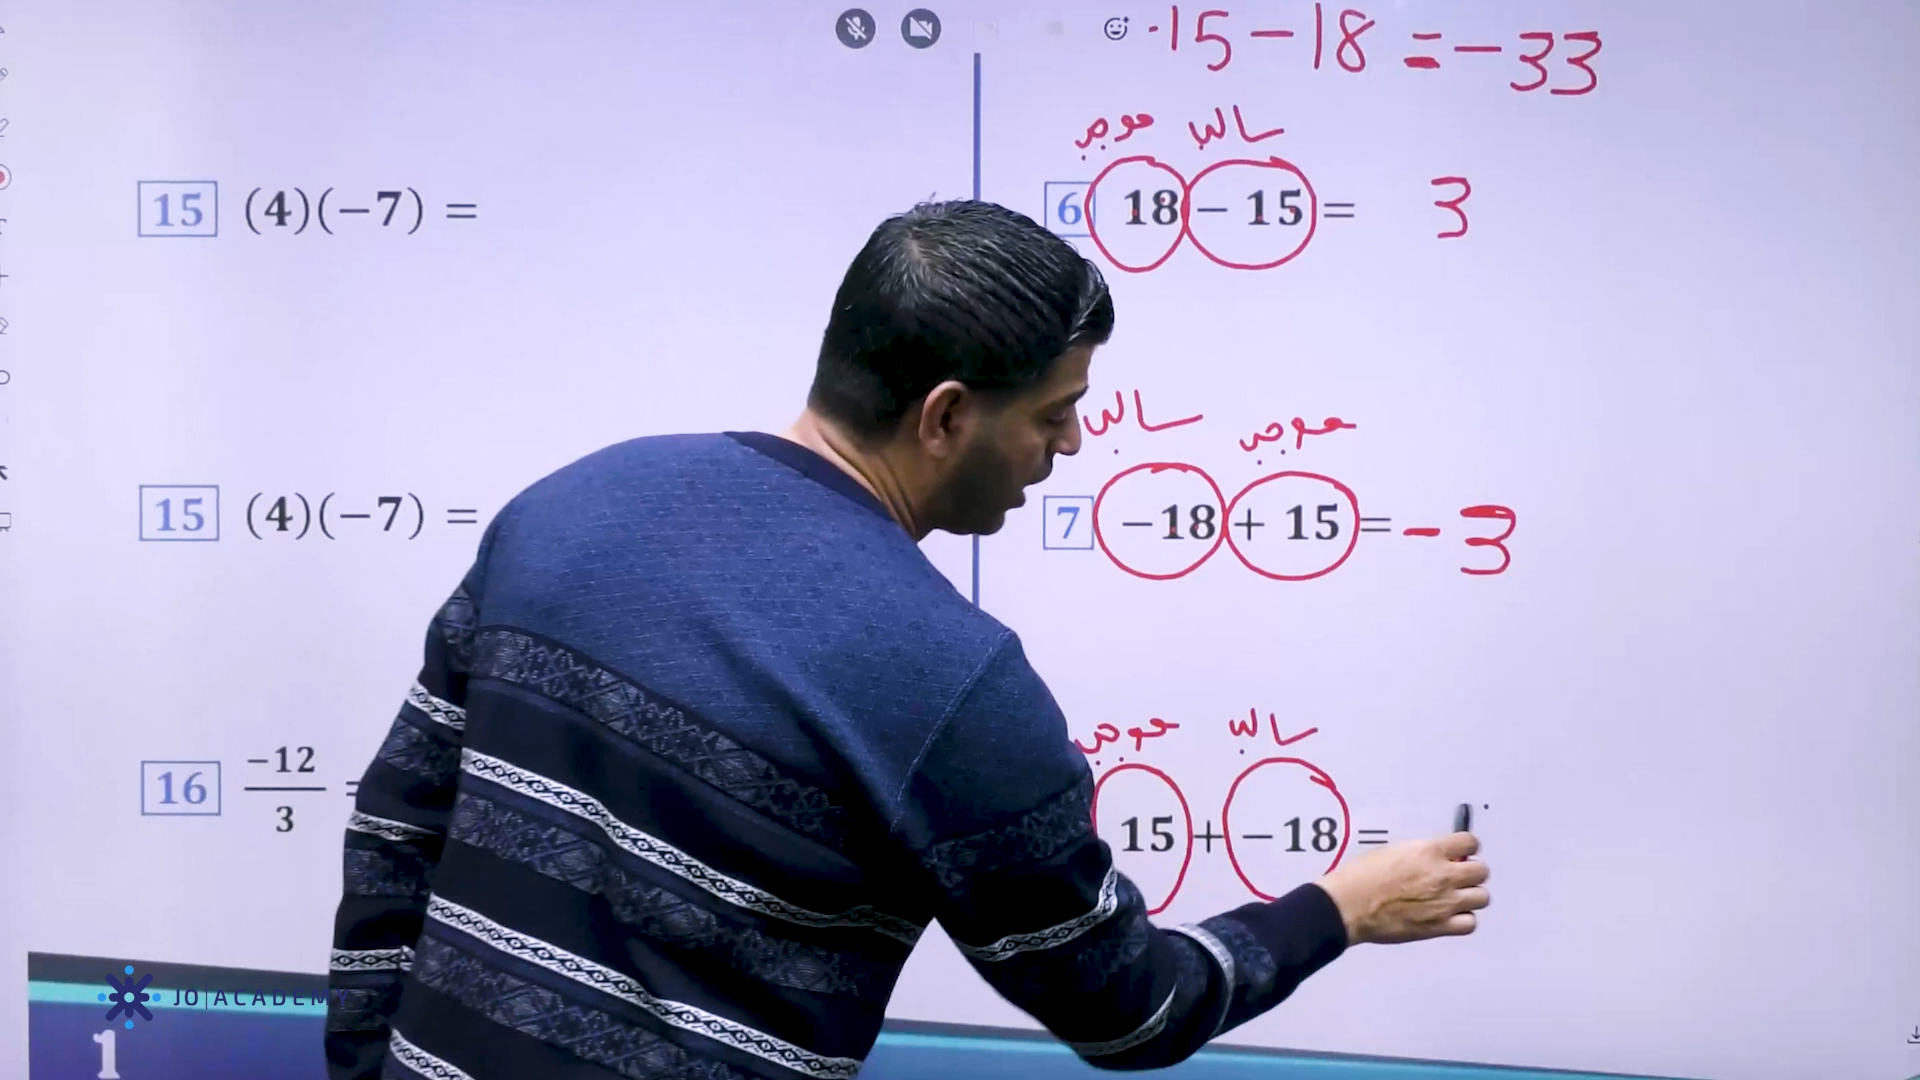 15 (4)(−7) =
15 (4)(−7) =
16 −12/3 =
-15 – 18 = – 33
موجب سالب
6 18 – 15 = 3
سالب موجب
7 −18 + 15 = - 3
موجب سالب
15 + −18 =
JO ACADEMY
1